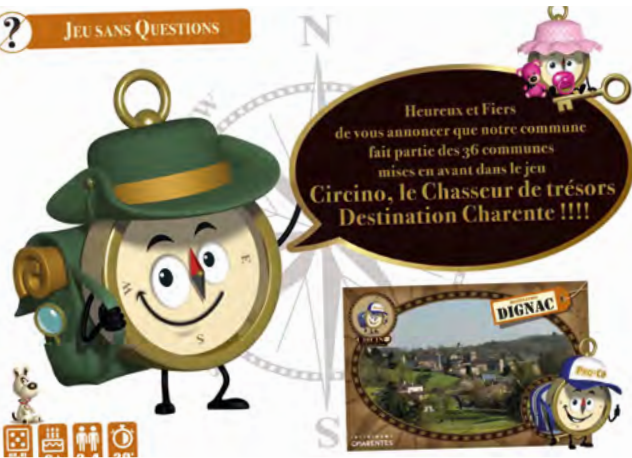 ?
JEU SANS QUESTIONS
N
Heureux et Fiers
de vous annoncer que notre commune
fait partie des 36 communes
mises en avant dans le jeu
Circino, le Chasseur de trésors
Destination Charente !!!!
W
E
S
DIGNAC
CHARENTES
S